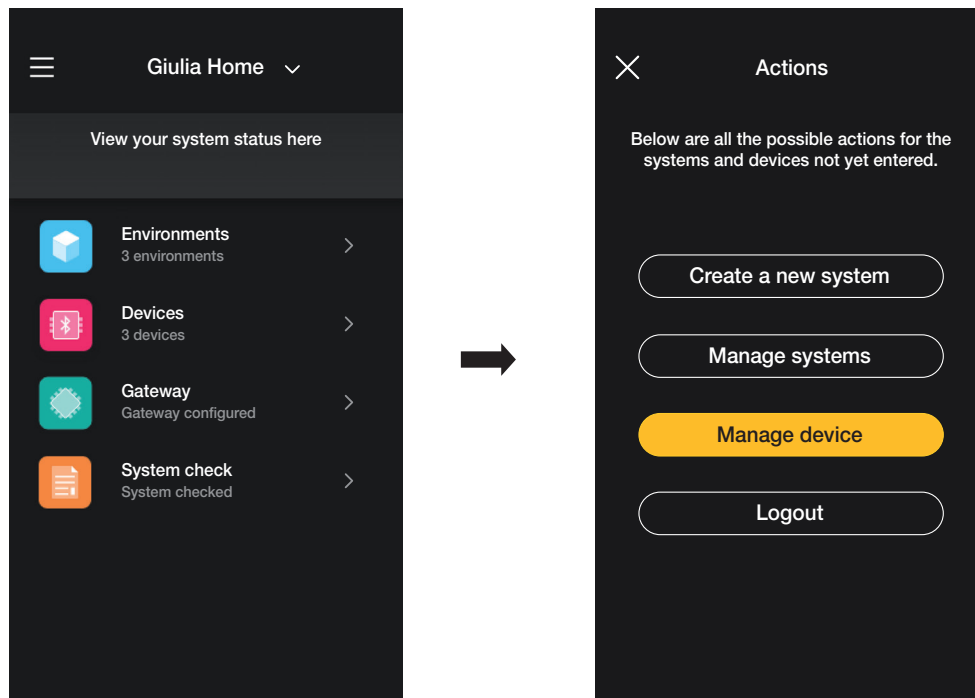 Giulia Home
View your system status here
Environments
3 environments
Devices
3 devices
Gateway
Gateway configured
System check
System checked
Actions
Below are all the possible actions for the
systems and devices not yet entered.
Create a new system
Manage systems
Manage device
Logout